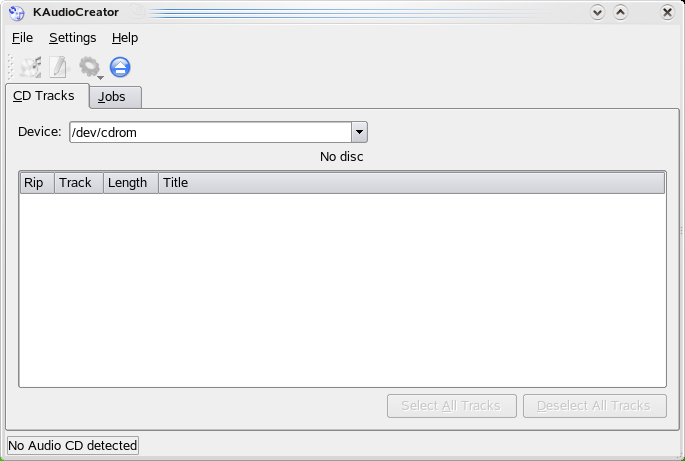 KAudioCreator
File Settings Help
CD Tracks Jobs
Device: /dev/cdrom
No disc
Rip Track Length Title
Select All Tracks Deselect All Tracks
No Audio CD detected